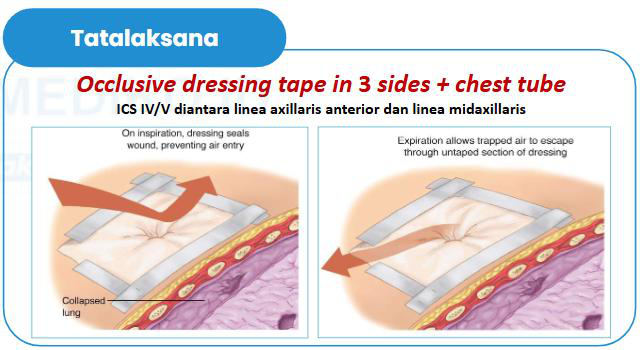 Tatalaksana
Occlusive dressing tape in 3 sides + chest tube
ICS IV/V diantara linea axillaris anterior dan linea midaxillaris
On inspiration, dressing seals
wound, preventing air entry
Collapsed
lung
Expiration allows trapped air to escape
through untaped section of dressing